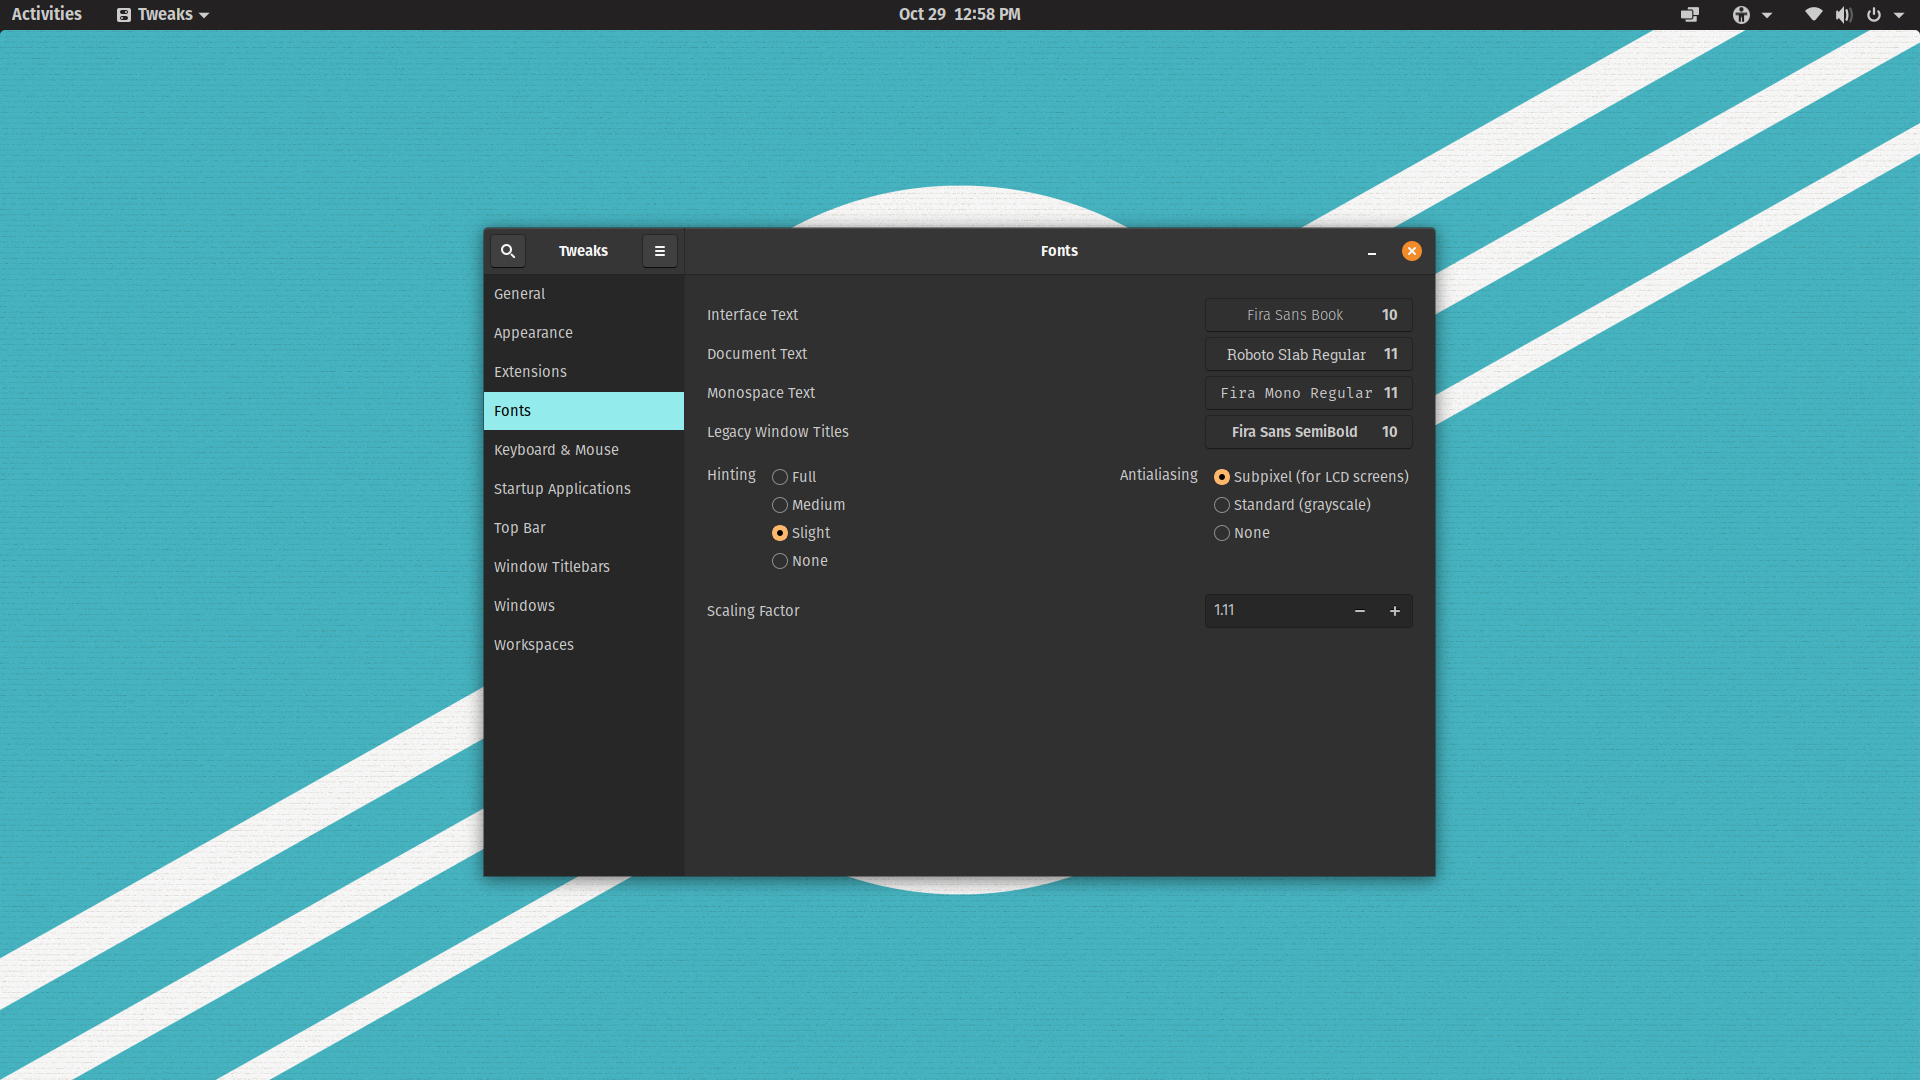 Activities Tweaks Oct 29 12:58 PM
Tweaks Fonts
General
Appearance
Extensions
Fonts
Keyboard & Mouse
Startup Applications
Top Bar
Window Titlebars
Windows
Workspaces
Interface Text Fira Sans Book 10
Document Text Roboto Slab Regular 11
Monospace Text Fira Mono Regular 11
Legacy Window Titles Fira Sans SemiBold 10
Hinting Full
Medium
Slight
None
Antialiasing Subpixel (for LCD screens)
Standard (grayscale)
None
Scaling Factor 1.11 − +